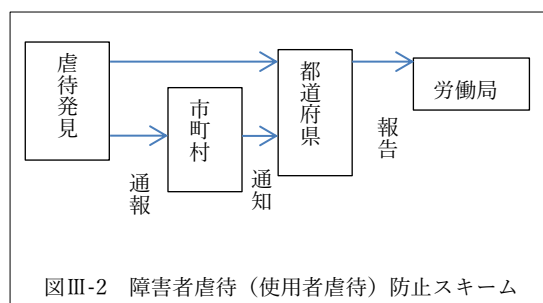 虐待発見
市町村
都道府県
労働局
通報
通知
報告
図Ⅲ-2　障害者虐待（使用者虐待）防止スキーム